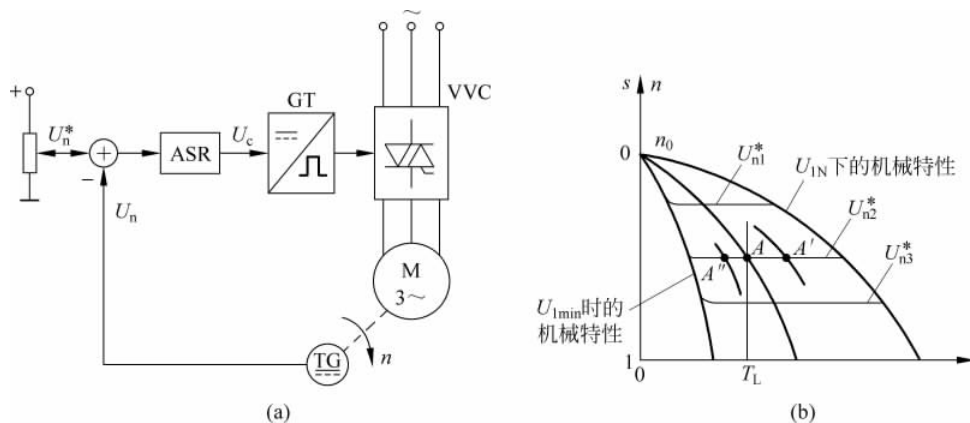 ~
VVC
GT
+
U*n
+
ASR
Uc
−
Un
M
3~
TG
n
(a)
s
n
0
n0
U*n1
U1N下的机械特性
U*n2
A"
A
A'
U*n3
U1min时的
机械特性
1
0
TL
(b)